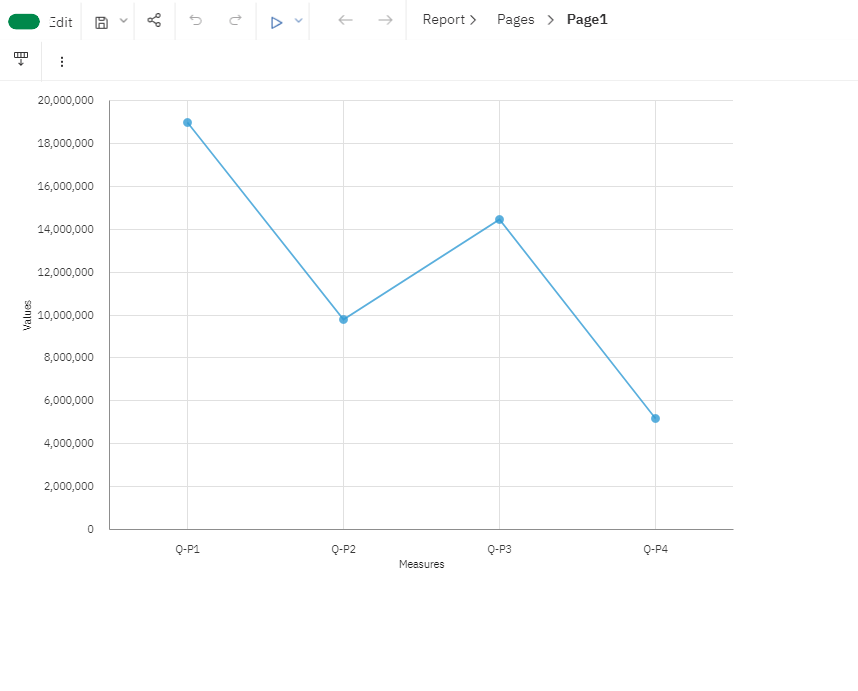 Edit
Report
Pages
Page1
20,000,000
18,000,000
16,000,000
14,000,000
12,000,000
10,000,000
8,000,000
6,000,000
4,000,000
2,000,000
0
Values
Q-P1 Q-P2 Q-P3 Q-P4
Measures